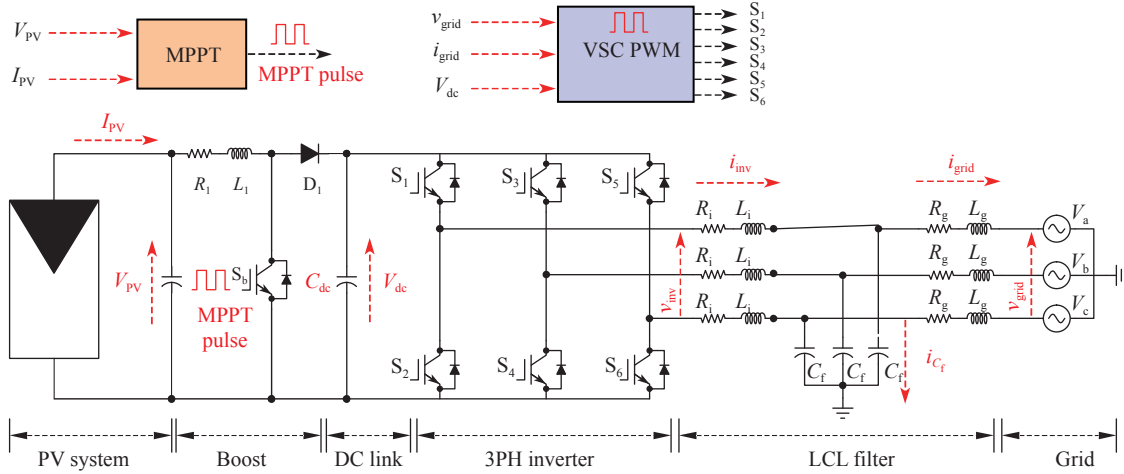 V_PV
I_PV
MPPT
MPPT pulse
v_grid
i_grid
V_dc
VSC PWM
S_1
S_2
S_3
S_4
S_5
S_6
I_PV
R_1
L_1
D_1
S_1
S_3
S_5
i_inv
i_grid
R_i
L_i
R_g
L_g
V_a
R_i
L_i
R_g
L_g
V_b
R_i
L_i
R_g
L_g
V_c
V_PV
S_b
MPPT
pulse
C_dc
V_dc
v_inv
v_grid
S_2
S_4
S_6
C_f
C_f
C_f
i_C_f
PV system
Boost
DC link
3PH inverter
LCL filter
Grid